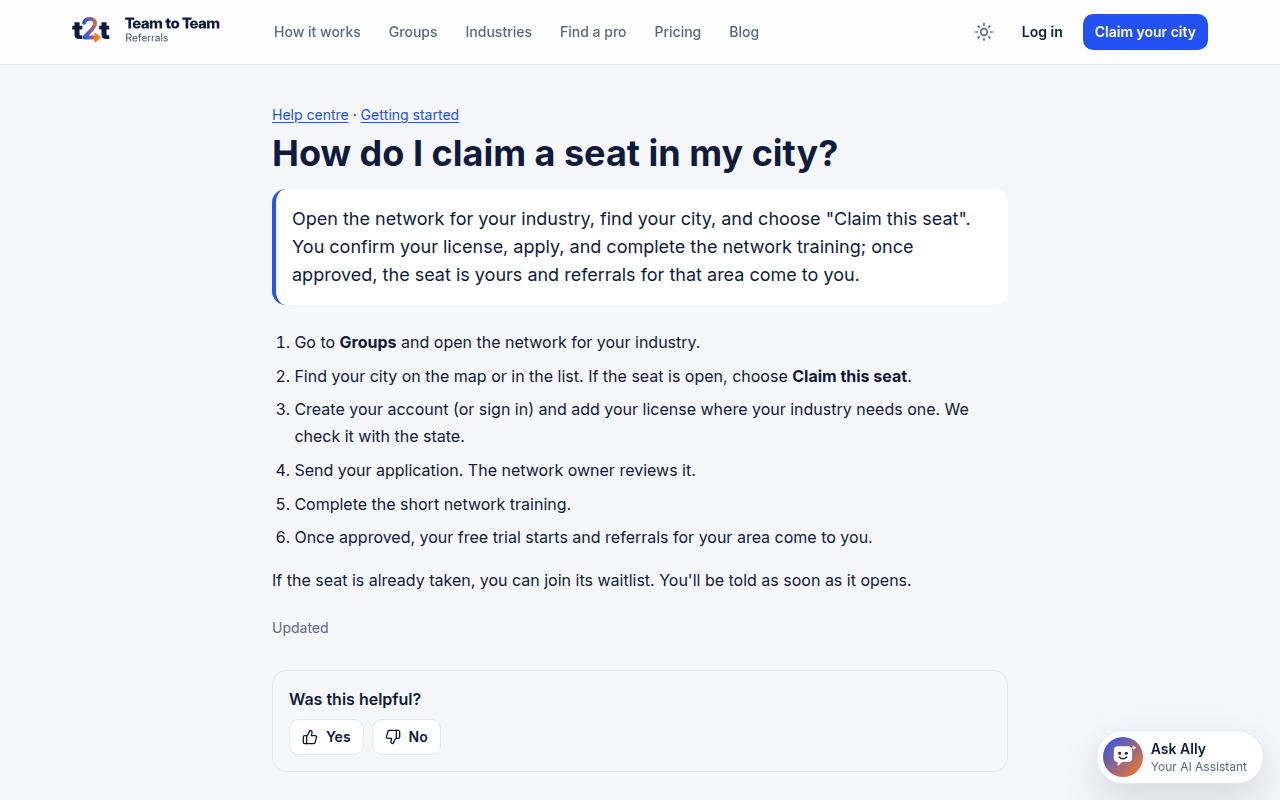 t2t
Team to Team
Referrals
How it works
Groups
Industries
Find a pro
Pricing
Blog
Log in
Claim your city
Help centre · Getting started
How do I claim a seat in my city?
Open the network for your industry, find your city, and choose "Claim this seat".
You confirm your license, apply, and complete the network training; once
approved, the seat is yours and referrals for that area come to you.
1. Go to Groups and open the network for your industry.
2. Find your city on the map or in the list. If the seat is open, choose Claim this seat.
3. Create your account (or sign in) and add your license where your industry needs one. We
check it with the state.
4. Send your application. The network owner reviews it.
5. Complete the short network training.
6. Once approved, your free trial starts and referrals for your area come to you.
If the seat is already taken, you can join its waitlist. You'll be told as soon as it opens.
Updated
Was this helpful?
Yes
No
Ask Ally
Your AI Assistant